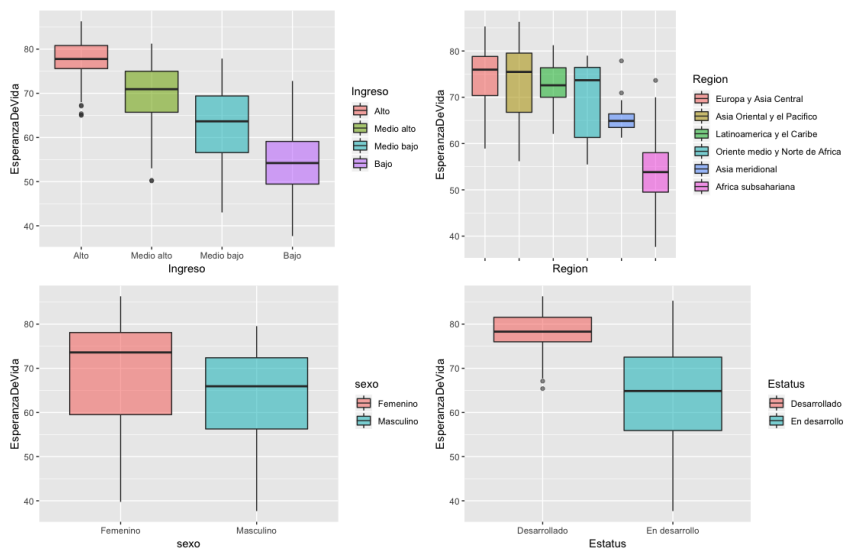 EsperanzaDeVida
80
70
60
50
40
Alto
Medio alto
Medio bajo
Bajo
Ingreso
Ingreso
Alto
Medio alto
Medio bajo
Bajo
EsperanzaDeVida
80
70
60
50
40
Region
Region
Europa y Asia Central
Asia Oriental y el Pacifico
Latinoamerica y el Caribe
Oriente medio y Norte de Africa
Asia meridional
Africa subsahariana
EsperanzaDeVida
80
70
60
50
40
Femenino
Masculino
sexo
sexo
Femenino
Masculino
EsperanzaDeVida
80
70
60
50
40
Desarrollado
En desarrollo
Estatus
Estatus
Desarrollado
En desarrollo